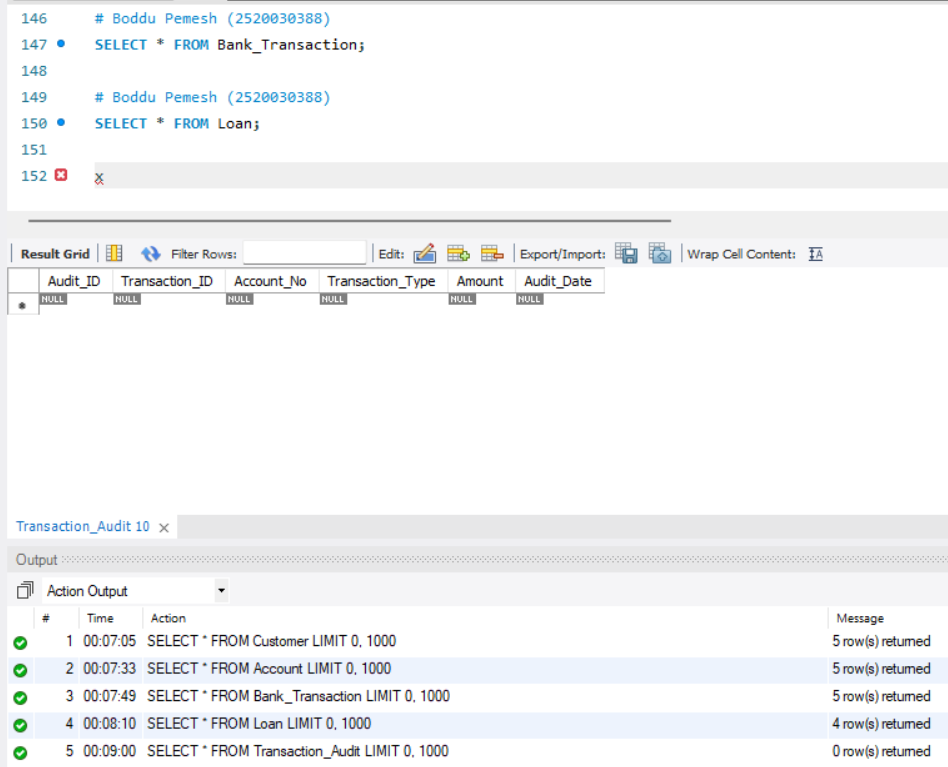 146 # Boddu Pemesh (2520030388)
147 SELECT * FROM Bank_Transaction;
148
149 # Boddu Pemesh (2520030388)
150 SELECT * FROM Loan;
151
152 x
Result Grid Filter Rows: Edit: Export/Import: Wrap Cell Content: IA
Audit_ID Transaction_ID Account_No Transaction_Type Amount Audit_Date
NULL NULL NULL NULL NULL NULL
Transaction_Audit 10
Output
Action Output
# Time Action Message
1 00:07:05 SELECT * FROM Customer LIMIT 0, 1000 5 row(s) returned
2 00:07:33 SELECT * FROM Account LIMIT 0, 1000 5 row(s) returned
3 00:07:49 SELECT * FROM Bank_Transaction LIMIT 0, 1000 5 row(s) returned
4 00:08:10 SELECT * FROM Loan LIMIT 0, 1000 4 row(s) returned
5 00:09:00 SELECT * FROM Transaction_Audit LIMIT 0, 1000 0 row(s) returned